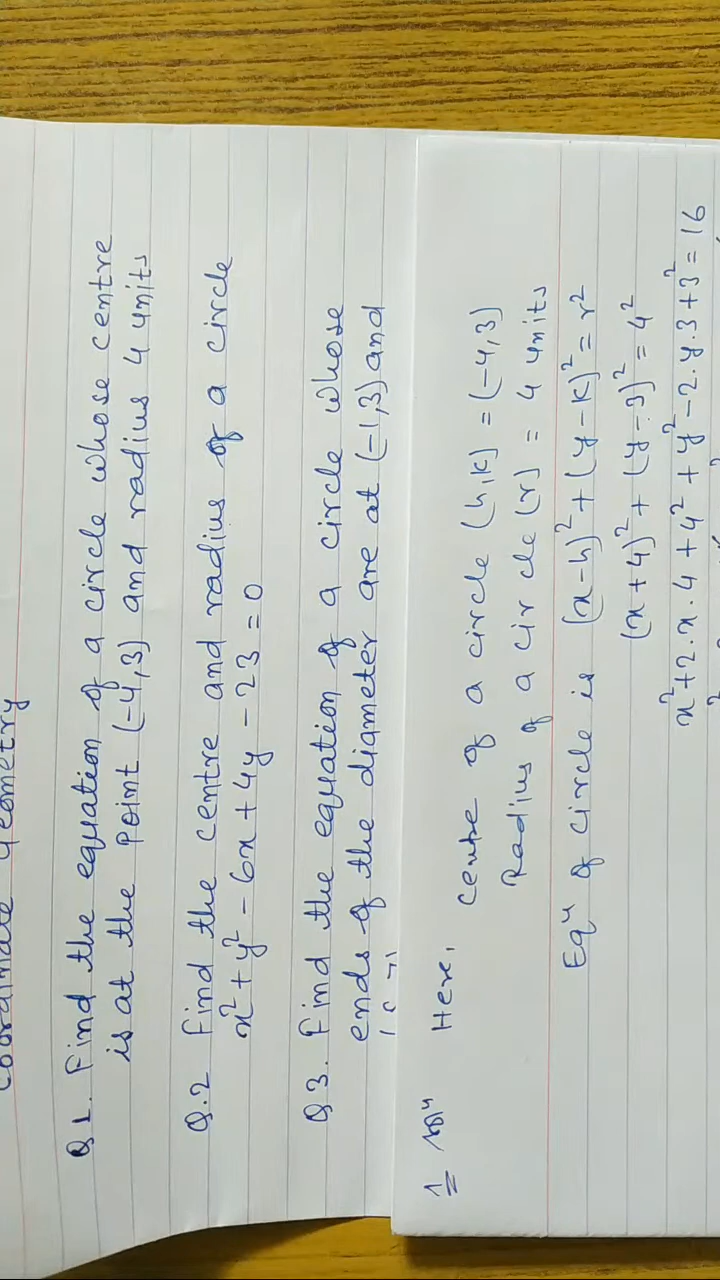 Coordinate Geometry
Q1. Find the equation of a circle whose centre
is at the point (-4,3) and radius 4 units
Q.2 Find the centre and radius of a circle
x²+y²-6x+4y-23=0
Q3. Find the equation of a circle whose
ends of the diameter are at (-1,3) and
1 solⁿ Here, Centre of a circle (h,k) = (-4,3)
Radius of a circle (r) = 4 units
Eqⁿ of circle is (x-h)²+(y-k)²=r²
(x+4)²+(y-3)²=4²
x²+2.x.4+4²+y²-2.y.3+3²=16